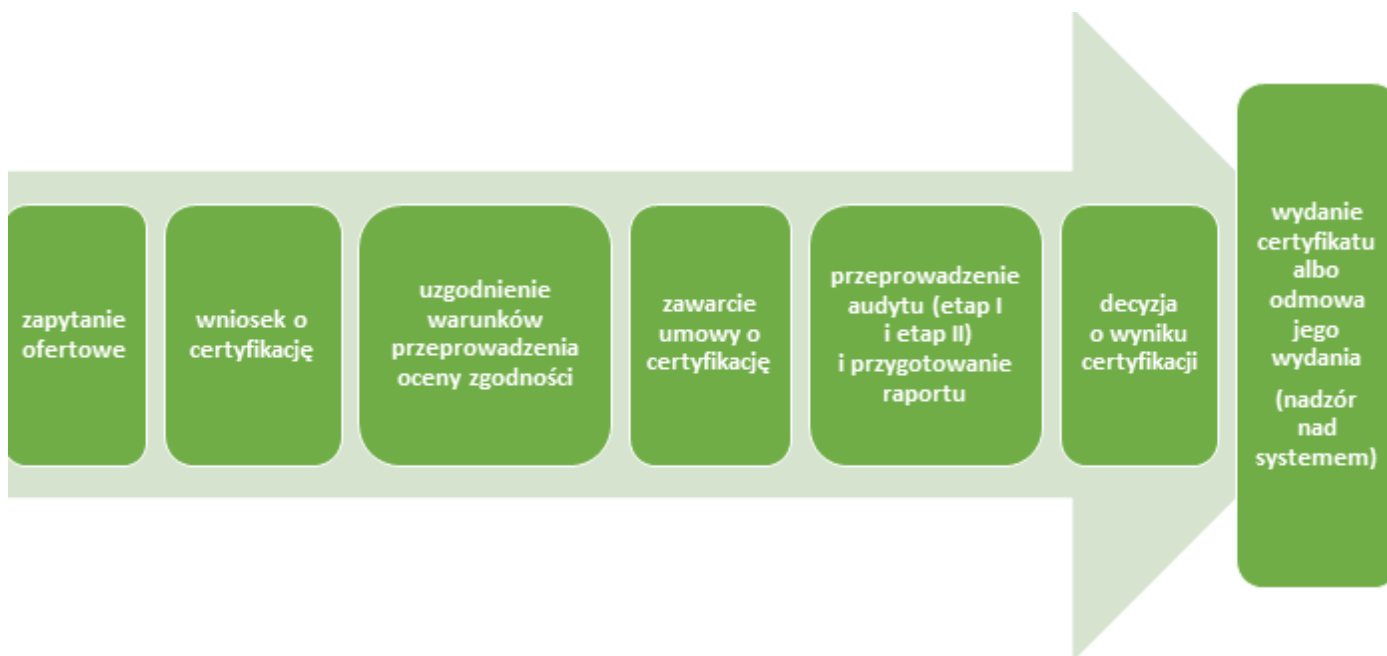 zapytanie
ofertowe
wniosek o
certyfikację
uzgodnienie
warunków
przeprowadzenia
oceny zgodności
zawarcie
umowy o
certyfikację
przeprowadzenie
audytu (etap I
i etap II)
i przygotowanie
raportu
decyzja
o wyniku
certyfikacji
wydanie
certyfikatu
albo
odmowa
jego
wydania
(nadzór
nad
systemem)